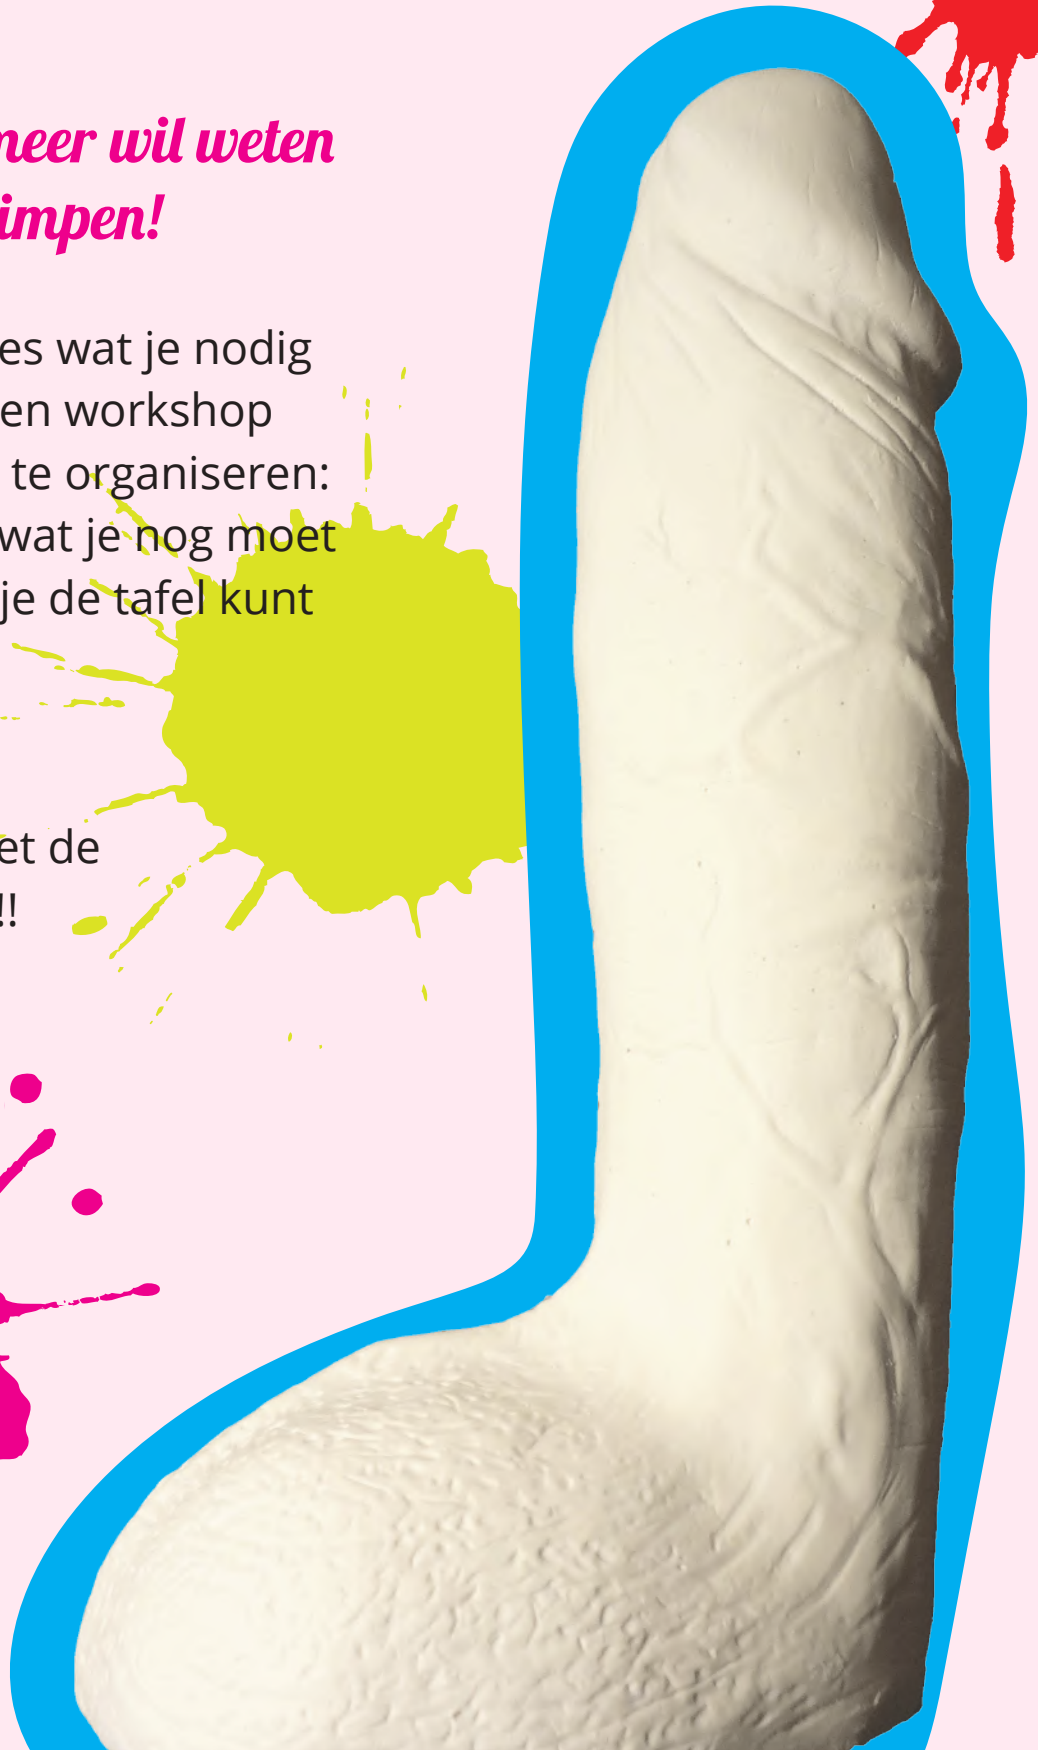 meer wil weten
impen!
es wat je nodig
en workshop
te organiseren:
wat je nog moet
je de tafel kunt
et de
!!